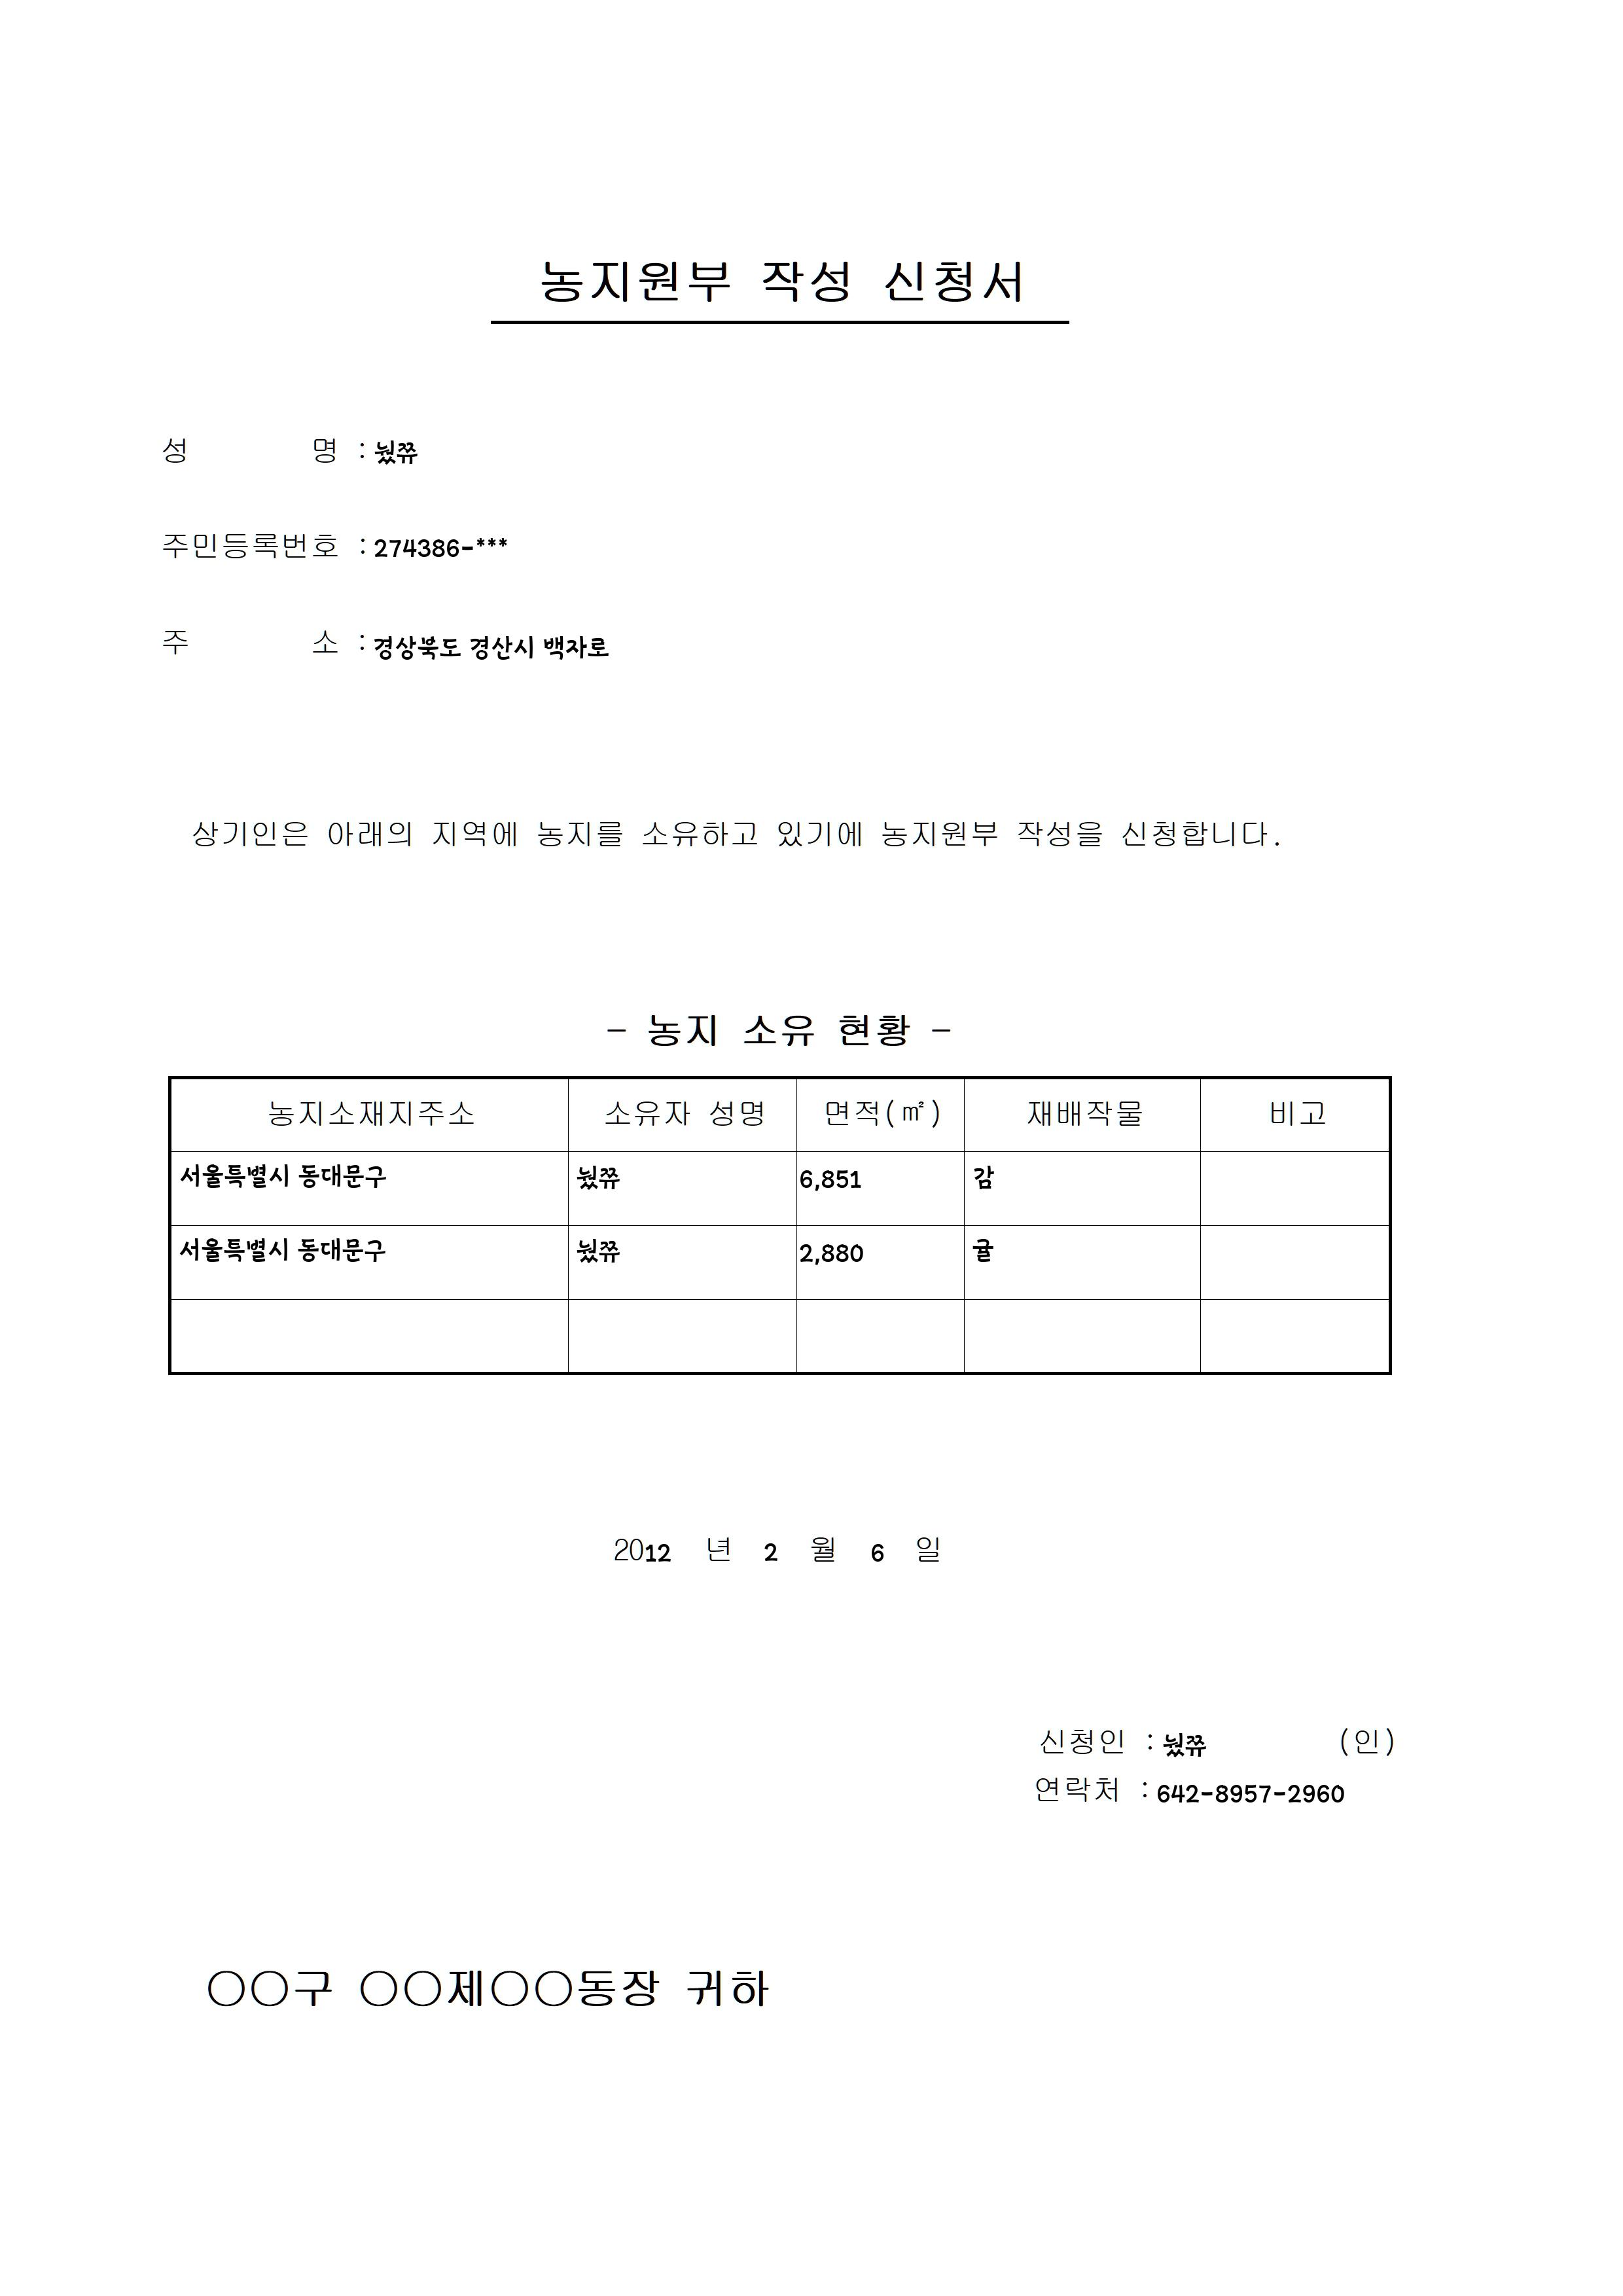 농지원부 작성 신청서
성 명 : 눴쮸
주민등록번호 : 274386-***
주 소 : 경상북도 경산시 백자로
상기인은 아래의 지역에 농지를 소유하고 있기에 농지원부 작성을 신청합니다.
- 농지 소유 현황 -
농지소재지주소 소유자 성명 면적(㎡) 재배작물 비고
서울특별시 동대문구 눴쮸 6,851 감
서울특별시 동대문구 눴쮸 2,880 귤
2012 년 2 월 6 일
신청인 : 눴쮸 (인)
연락처 : 642-8957-2960
○○구 ○○제○○동장 귀하